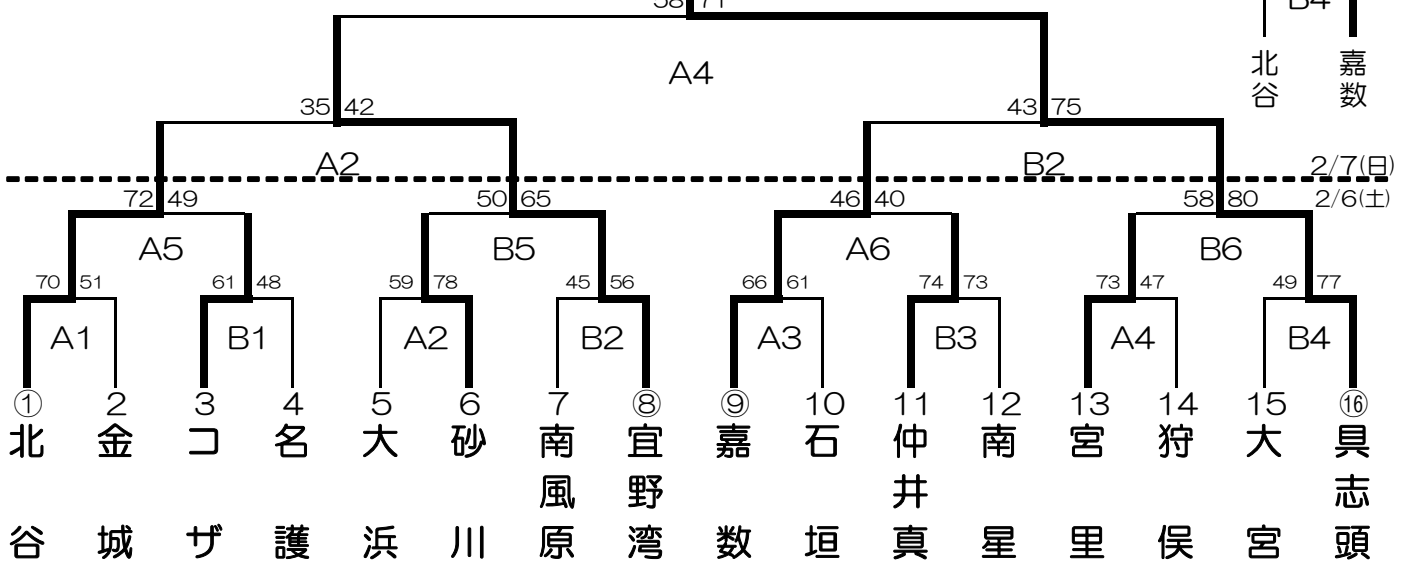 58 71
B4
北谷 嘉数
A4
35 42
43 75
A2
B2
2/7(日)
72 49
50 65
46 40
58 80
2/6(土)
A5
B5
A6
B6
70 51
61 48
59 78
45 56
66 61
74 73
73 47
49 77
A1
B1
A2
B2
A3
B3
A4
B4
① 北谷
2 金城
3 コザ
4 名護
5 大浜
6 砂川
7 南風原
⑧ 宜野湾
⑨ 嘉数
10 石垣
11 仲井真
12 南星
13 宮里
14 狩俣
15 大宮
⑯ 具志頭